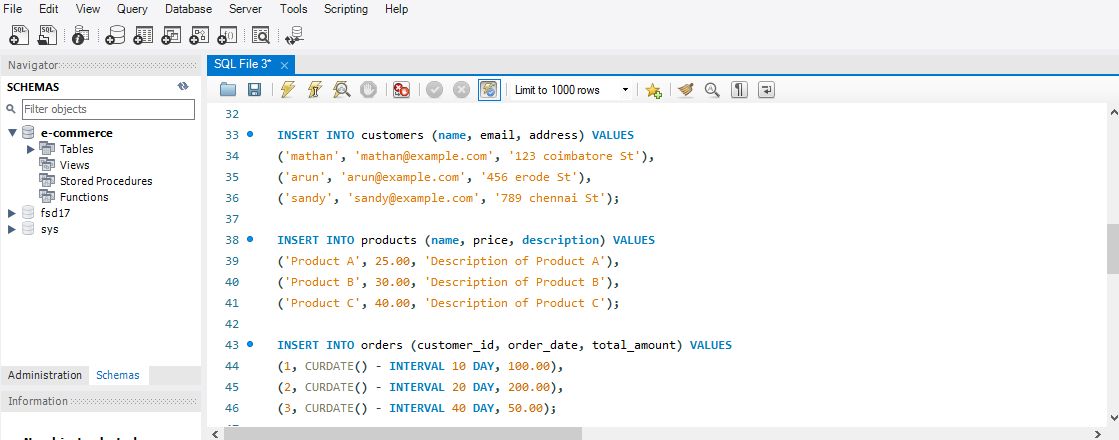 File Edit View Query Database Server Tools Scripting Help
Navigator
SCHEMAS
Filter objects
e-commerce
Tables
Views
Stored Procedures
Functions
fsd17
sys
Administration Schemas
Information
SQL File 3*
Limit to 1000 rows
32
33 INSERT INTO customers (name, email, address) VALUES
34 ('mathan', 'mathan@example.com', '123 coimbatore St'),
35 ('arun', 'arun@example.com', '456 erode St'),
36 ('sandy', 'sandy@example.com', '789 chennai St');
37
38 INSERT INTO products (name, price, description) VALUES
39 ('Product A', 25.00, 'Description of Product A'),
40 ('Product B', 30.00, 'Description of Product B'),
41 ('Product C', 40.00, 'Description of Product C');
42
43 INSERT INTO orders (customer_id, order_date, total_amount) VALUES
44 (1, CURDATE() - INTERVAL 10 DAY, 100.00),
45 (2, CURDATE() - INTERVAL 20 DAY, 200.00),
46 (3, CURDATE() - INTERVAL 40 DAY, 50.00);